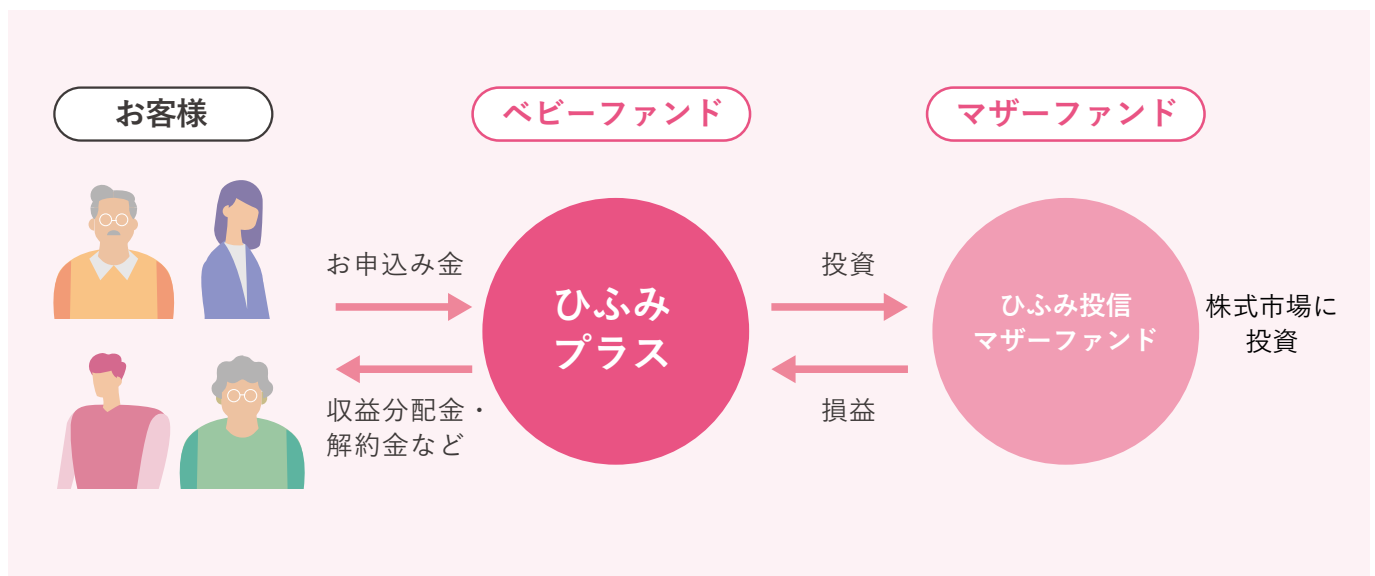 お客様
ベビーファンド
マザーファンド
お申込み金
収益分配金・
解約金など
ひふみ
プラス
投資
損益
ひふみ投信
マザーファンド
株式市場に
投資